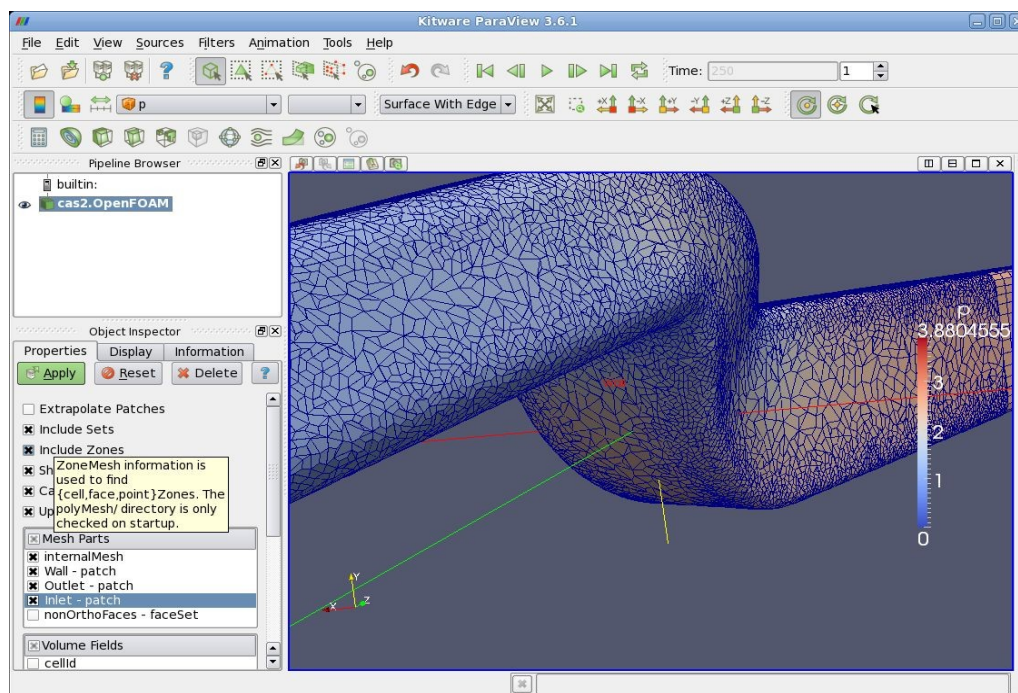 Kitware ParaView 3.6.1
File Edit View Sources Filters Animation Tools Help
Time: 250 1
p Surface With Edge
+X -X +Y -Y +Z -Z
Pipeline Browser
builtin:
cas2.OpenFOAM
Object Inspector
Properties Display Information
Apply Reset Delete ?
Extrapolate Patches
Include Sets
Include Zones
ZoneMesh information is
used to find
{cell,face,point}Zones. The
polyMesh/ directory is only
checked on startup.
Sh
Ca
Up
Mesh Parts
internalMesh
Wall - patch
Outlet - patch
Inlet - patch
nonOrthoFaces - faceSet
Volume Fields
cellId
p
3.8804555
3
2
1
0
Y
X
Z